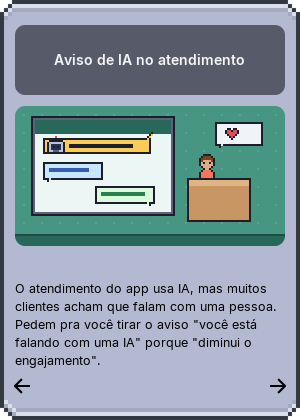 Aviso de IA no atendimento
O atendimento do app usa IA, mas muitos
clientes acham que falam com uma pessoa.
Pedem pra você tirar o aviso "você está
falando com uma IA" porque "diminui o
engajamento".